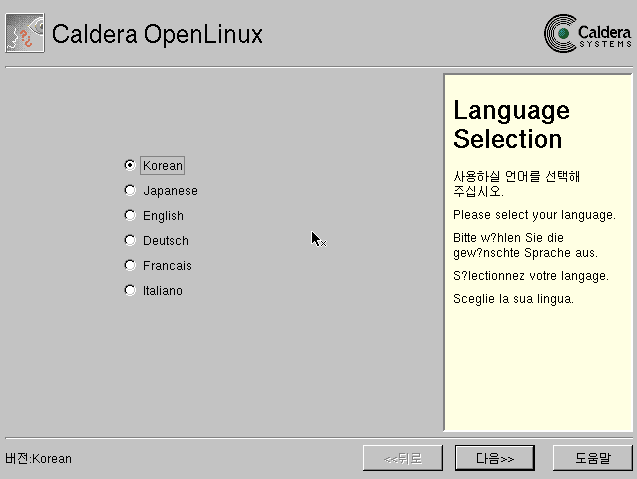 Caldera OpenLinux
Caldera
SYSTEMS
Korean
Japanese
English
Deutsch
Francais
Italiano
Language
Selection
사용하실 언어를 선택해
주십시오.
Please select your language.
Bitte w?hlen Sie die
gew?nschte Sprache aus.
S?lectionnez votre langage.
Sceglie la sua lingua.
버전:Korean
<<뒤로
다음>>
도움말